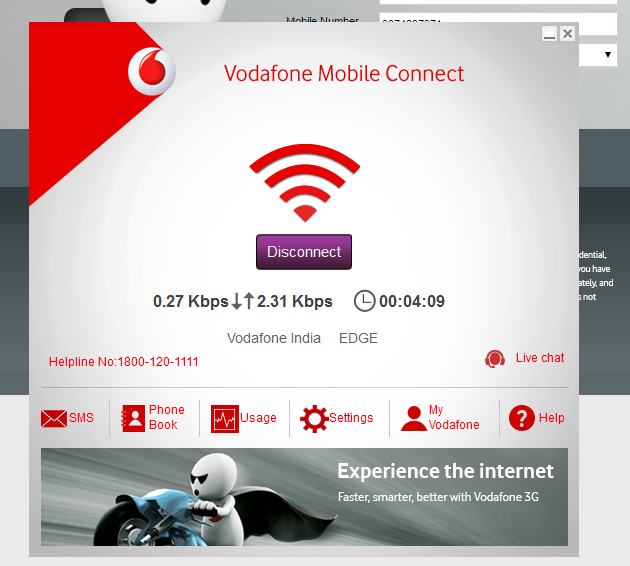 Mobile Number
Vodafone Mobile Connect
Disconnect
0.27 Kbps 2.31 Kbps 00:04:09
Vodafone India EDGE
Helpline No:1800-120-1111
Live chat
SMS
Phone Book
Usage
Settings
My Vodafone
Help
Experience the internet
Faster, smarter, better with Vodafone 3G
you have
and
s not